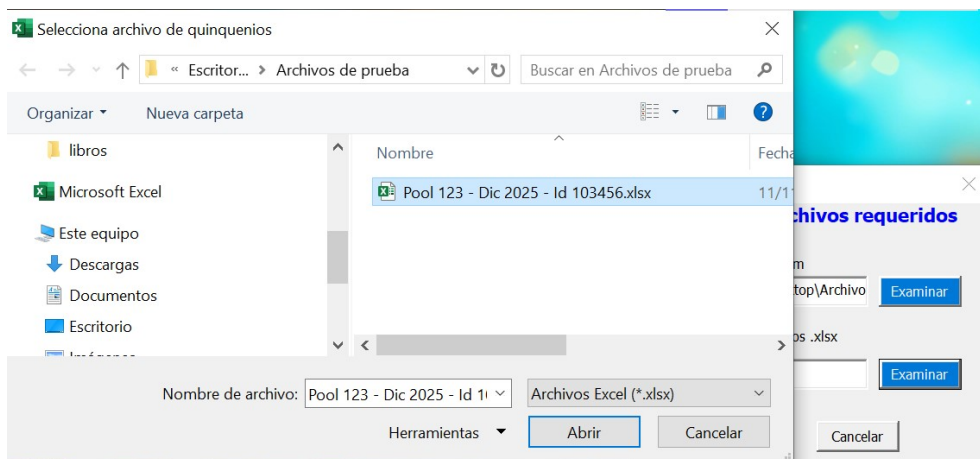 Selecciona archivo de quinquenios
« Escritor... > Archivos de prueba
Buscar en Archivos de prueba
Organizar
Nueva carpeta
?
libros
Microsoft Excel
Este equipo
Descargas
Documentos
Escritorio
Nombre
Fecha
Pool 123 - Dic 2025 - Id 103456.xlsx
11/1
Nombre de archivo:
Pool 123 - Dic 2025 - Id 1
Archivos Excel (*.xlsx)
Herramientas
Abrir
Cancelar
chivos requeridos
m
top\Archivo
Examinar
os .xlsx
Examinar
Cancelar